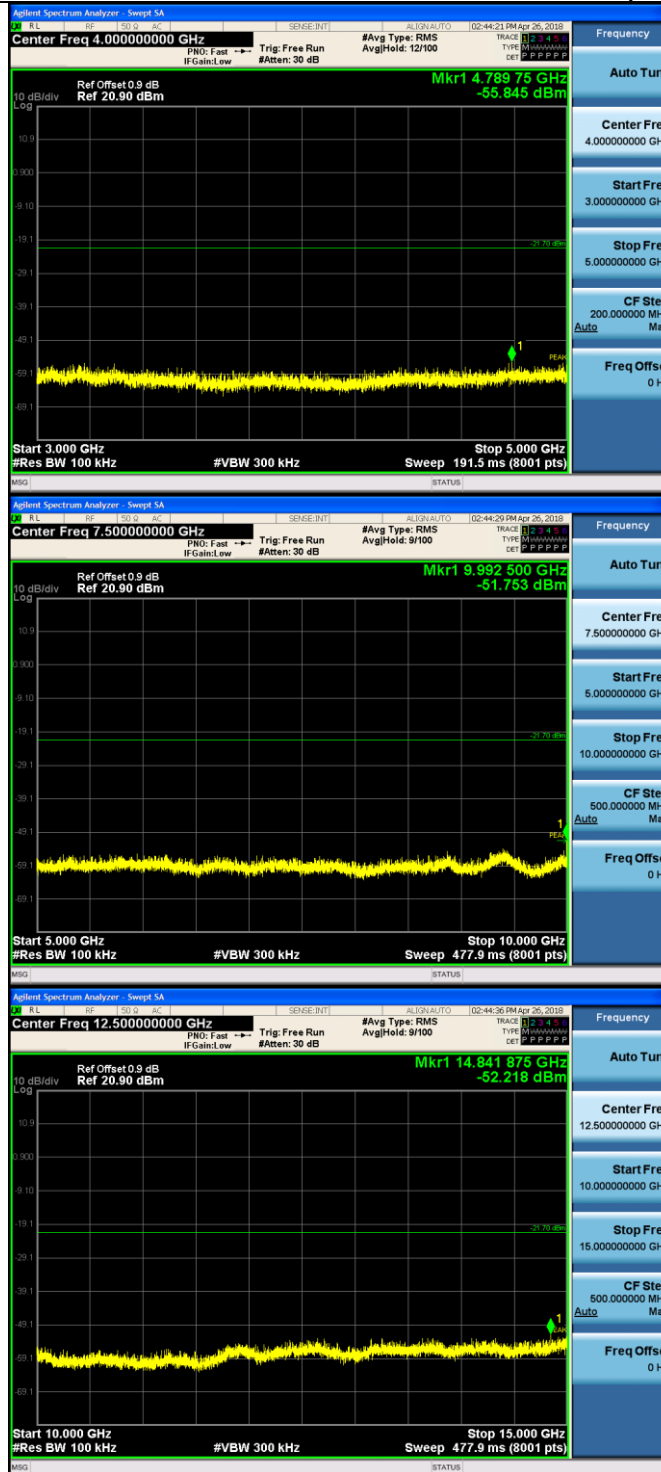 Agilent Spectrum Analyzer - Swept SA
RL RF 50 Ω AC SENSE:INT ALIGNAUTO 02:44:21 PM Apr 26, 2018
Center Freq 4.000000000 GHz
#Avg Type: RMS
TRACE 1 2 3 4 5 6
PNO: Fast Trig: Free Run Avg|Hold: 12/100
TYPE M
IFGain:Low #Atten: 30 dB
DET P P P P P P
Frequency
Mkr1 4.789 75 GHz
Ref Offset 0.9 dB
10 dB/div Ref 20.90 dBm -55.845 dBm
Log
10.9
0.900
-9.10
-19.1
-21.70 dBm
-29.1
-39.1
-49.1
1
PEAK
-59.1
-69.1
Start 3.000 GHz Stop 5.000 GHz
#Res BW 100 kHz #VBW 300 kHz Sweep 191.5 ms (8001 pts)
MSG STATUS
Auto Tun
Center Fre
4.000000000 GH
Start Fre
3.000000000 GH
Stop Fre
5.000000000 GH
CF Ste
200.000000 MH
Auto Ma
Freq Offse
0 H
Agilent Spectrum Analyzer - Swept SA
RL RF 50 Ω AC SENSE:INT ALIGNAUTO 02:44:29 PM Apr 26, 2018
Center Freq 7.500000000 GHz
#Avg Type: RMS
TRACE 1 2 3 4 5 6
PNO: Fast Trig: Free Run Avg|Hold: 9/100
TYPE M
IFGain:Low #Atten: 30 dB
DET P P P P P P
Frequency
Mkr1 9.992 500 GHz
Ref Offset 0.9 dB
10 dB/div Ref 20.90 dBm -51.753 dBm
Log
10.9
0.900
-9.10
-19.1
-21.70 dBm
-29.1
-39.1
-49.1
1
PEAK
-59.1
-69.1
Start 5.000 GHz Stop 10.000 GHz
#Res BW 100 kHz #VBW 300 kHz Sweep 477.9 ms (8001 pts)
MSG STATUS
Auto Tun
Center Fre
7.500000000 GH
Start Fre
5.000000000 GH
Stop Fre
10.000000000 GH
CF Ste
500.000000 MH
Auto Ma
Freq Offse
0 H
Agilent Spectrum Analyzer - Swept SA
RL RF 50 Ω AC SENSE:INT ALIGNAUTO 02:44:36 PM Apr 26, 2018
Center Freq 12.500000000 GHz
#Avg Type: RMS
TRACE 1 2 3 4 5 6
PNO: Fast Trig: Free Run Avg|Hold: 9/100
TYPE M
IFGain:Low #Atten: 30 dB
DET P P P P P P
Frequency
Mkr1 14.841 875 GHz
Ref Offset 0.9 dB
10 dB/div Ref 20.90 dBm -52.218 dBm
Log
10.9
0.900
-9.10
-19.1
-21.70 dBm
-29.1
-39.1
-49.1
1
-59.1
-69.1
Start 10.000 GHz Stop 15.000 GHz
#Res BW 100 kHz #VBW 300 kHz Sweep 477.9 ms (8001 pts)
MSG STATUS
Auto Tun
Center Fre
12.500000000 GH
Start Fre
10.000000000 GH
Stop Fre
15.000000000 GH
CF Ste
500.000000 MH
Auto Ma
Freq Offse
0 H